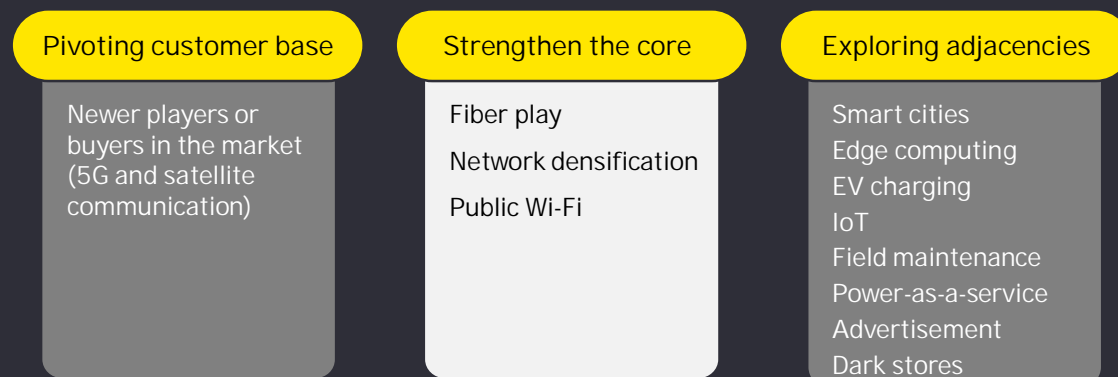 Pivoting customer base
Newer players or
buyers in the market
(5G and satellite
communication)
Strengthen the core
Fiber play
Network densification
Public Wi-Fi
Exploring adjacencies
Smart cities
Edge computing
EV charging
IoT
Field maintenance
Power-as-a-service
Advertisement
Dark stores